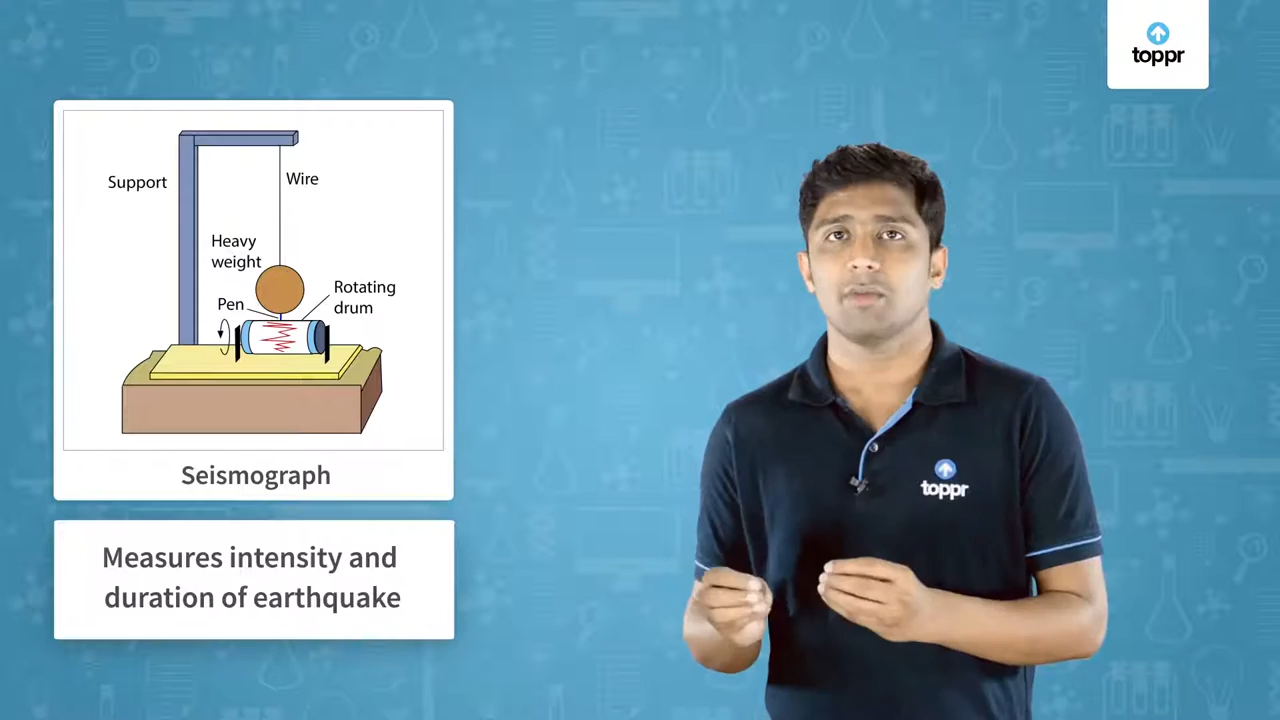 toppr
Support
Wire
Heavy
weight
Pen
Rotating
drum
Seismograph
Measures intensity and
duration of earthquake
toppr